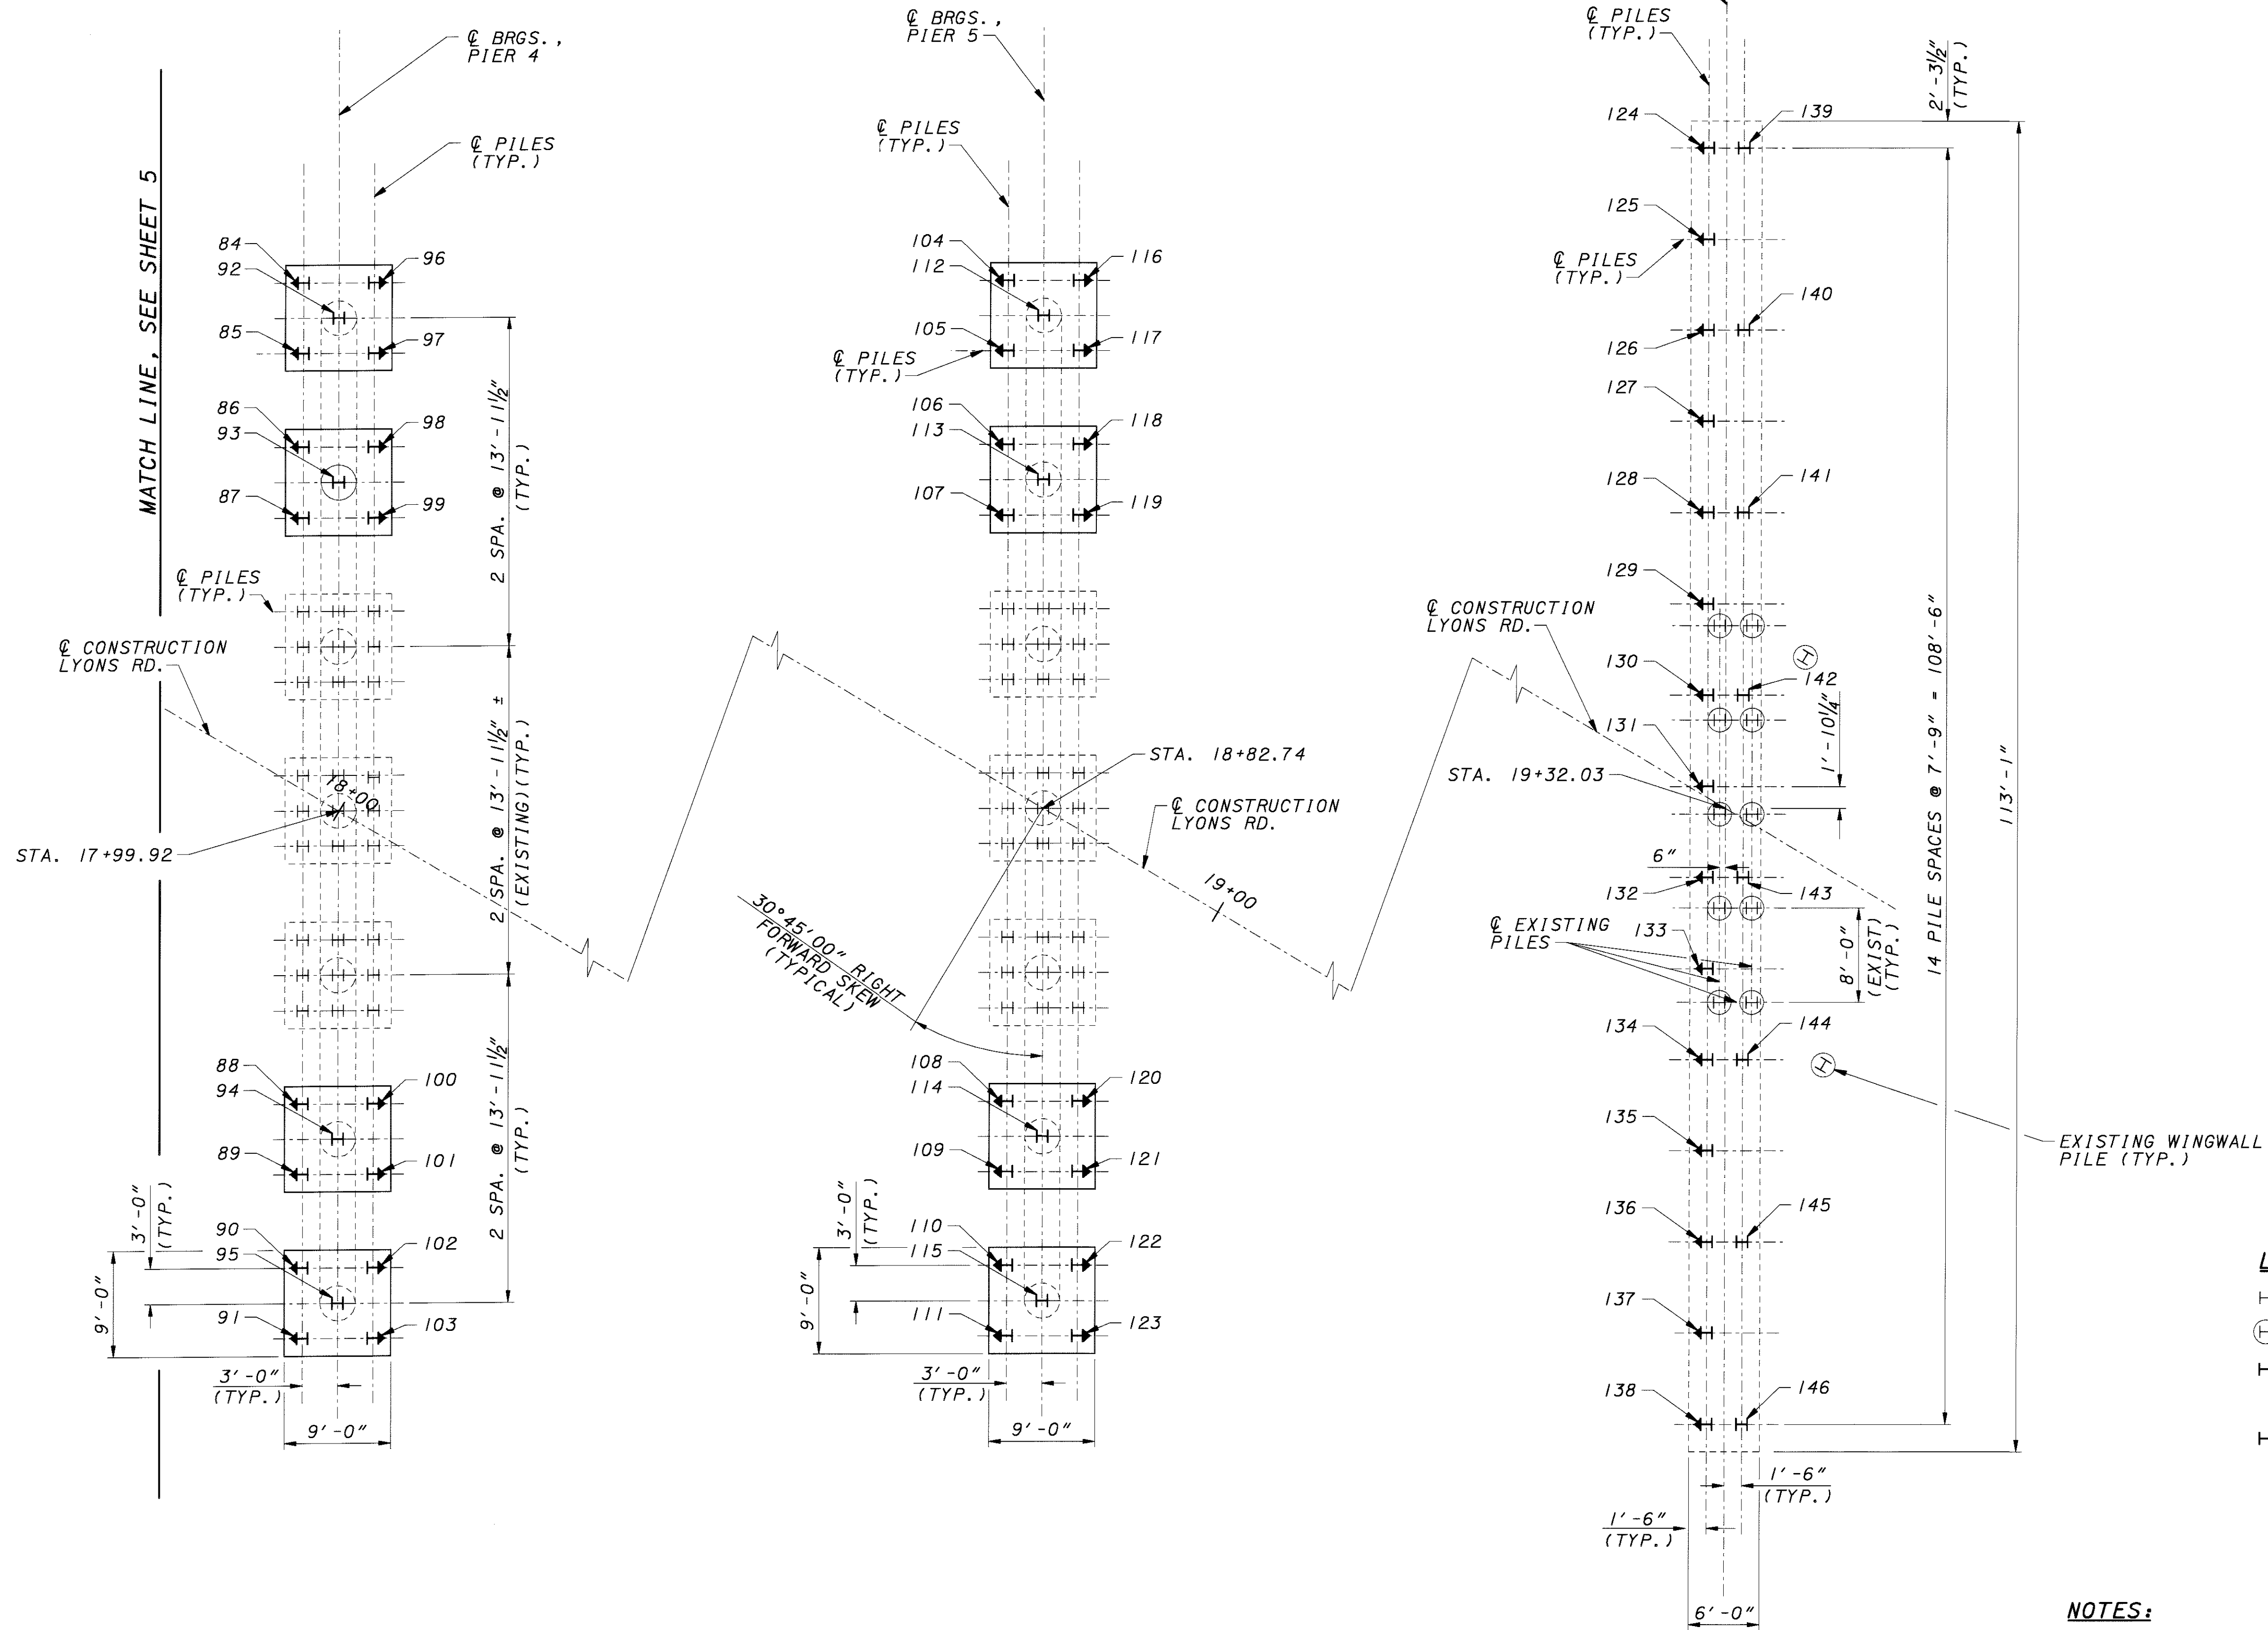 MATCH LINE, SEE SHEET 5
℄ BRGS.,
PIER 4
℄ PILES
(TYP.)
84
92
96
85
97
86
93
98
87
99
2 SPA. @ 13'-11½"
(TYP.)
℄ PILES
(TYP.)
℄ CONSTRUCTION
LYONS RD.
18+00
STA. 17+99.92
2 SPA. @ 13'-1½" ±
(EXISTING)(TYP.)
88
94
100
89
101
2 SPA. @ 13'-11½"
(TYP.)
3'-0"
(TYP.)
90
95
102
9'-0"
91
103
3'-0"
(TYP.)
9'-0"
℄ BRGS.,
PIER 5
℄ PILES
(TYP.)
104
112
116
105
117
℄ PILES
(TYP.)
106
113
118
107
119
STA. 18+82.74
℄ CONSTRUCTION
LYONS RD.
19+00
30°45'00" RIGHT
FORWARD SKEW
(TYPICAL)
108
114
120
109
121
3'-0"
(TYP.)
110
115
122
9'-0"
111
123
3'-0"
(TYP.)
9'-0"
℄ PILES
(TYP.)
2'-3½"
(TYP.)
124
139
125
℄ PILES
(TYP.)
126
140
127
128
141
129
℄ CONSTRUCTION
LYONS RD.
130
142
131
1'-10¼"
STA. 19+32.03
6"
132
143
℄ EXISTING
PILES
133
8'-0"
(EXIST)
(TYP.)
134
144
135
136
145
137
138
146
14 PILE SPACES @ 7'-9" = 108'-6"
113'-1"
EXISTING WINGWALL
PILE (TYP.)
1'-6"
(TYP.)
1'-6"
(TYP.)
6'-0"
L
NOTES: